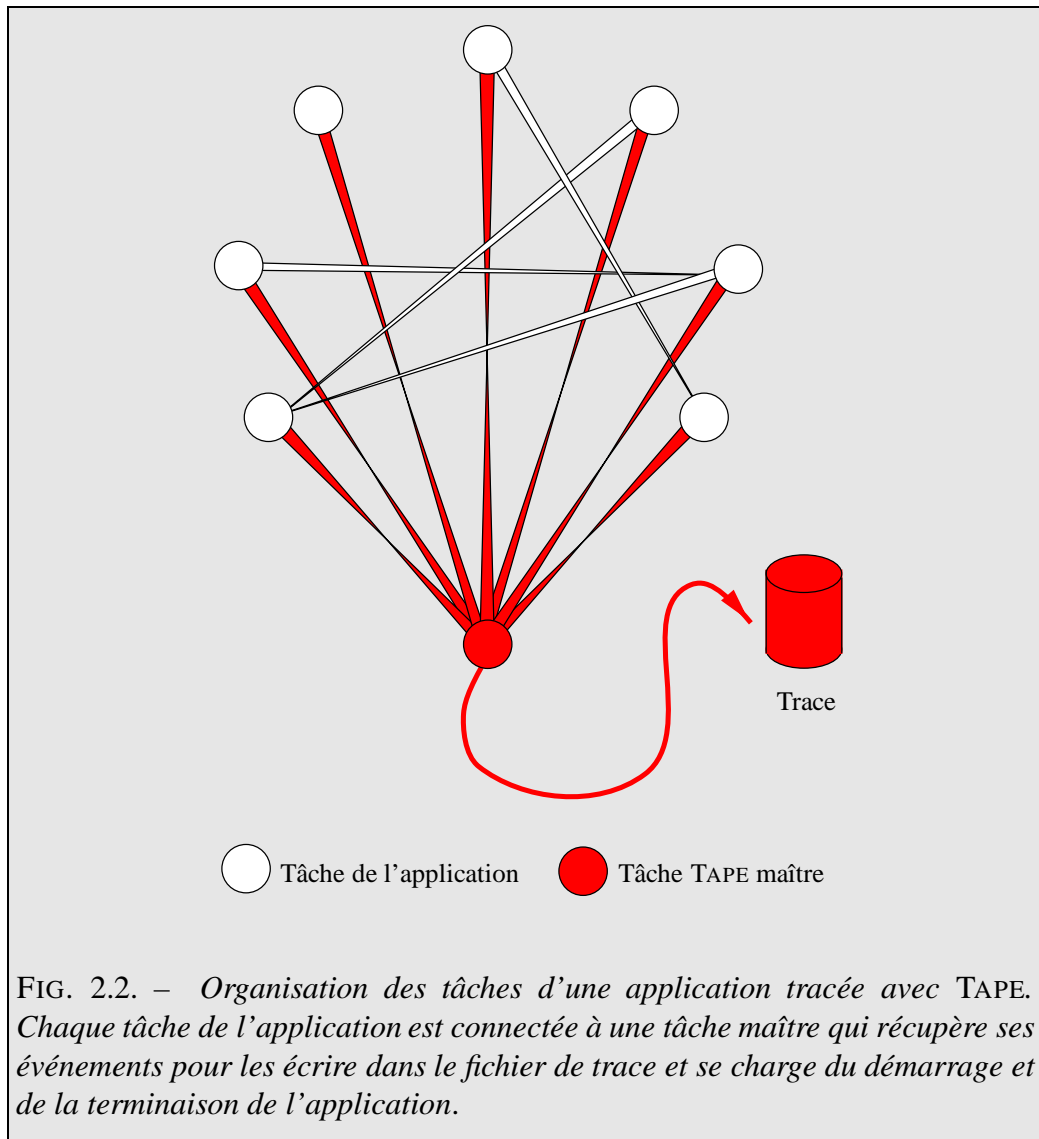 Trace
Tâche de l’application
Tâche TAPE maître
FIG. 2.2. – Organisation des tâches d’une application tracée avec TAPE.
Chaque tâche de l’application est connectée à une tâche maître qui récupère ses
événements pour les écrire dans le fichier de trace et se charge du démarrage et
de la terminaison de l’application.